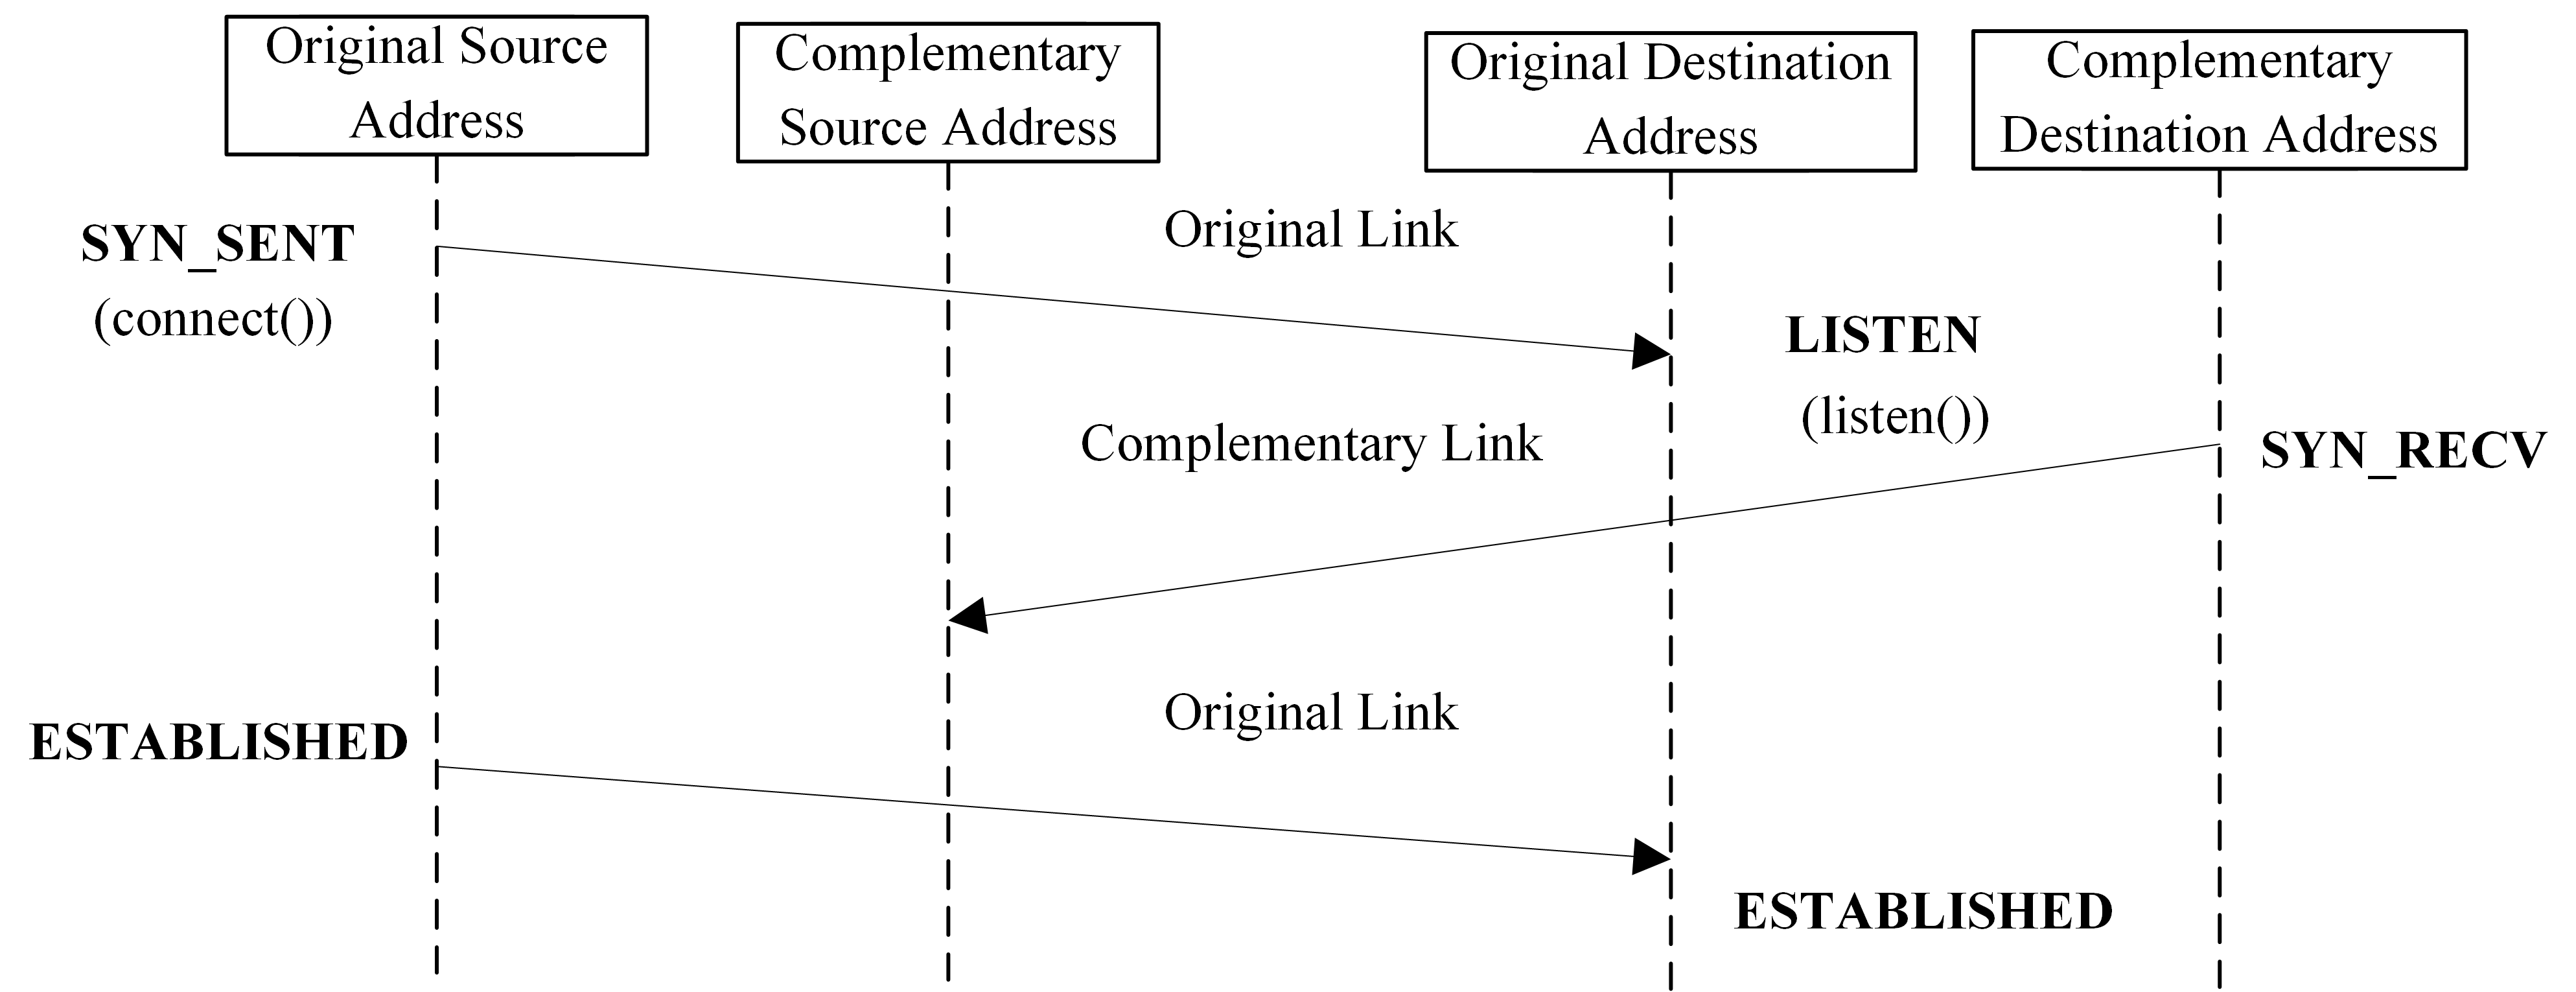 Original Source
Address
Complementary
Source Address
Original Destination
Address
Complementary
Destination Address
SYN_SENT
(connect())
Original Link
LISTEN
(listen())
Complementary Link
SYN_RECV
Original Link
ESTABLISHED
ESTABLISHED